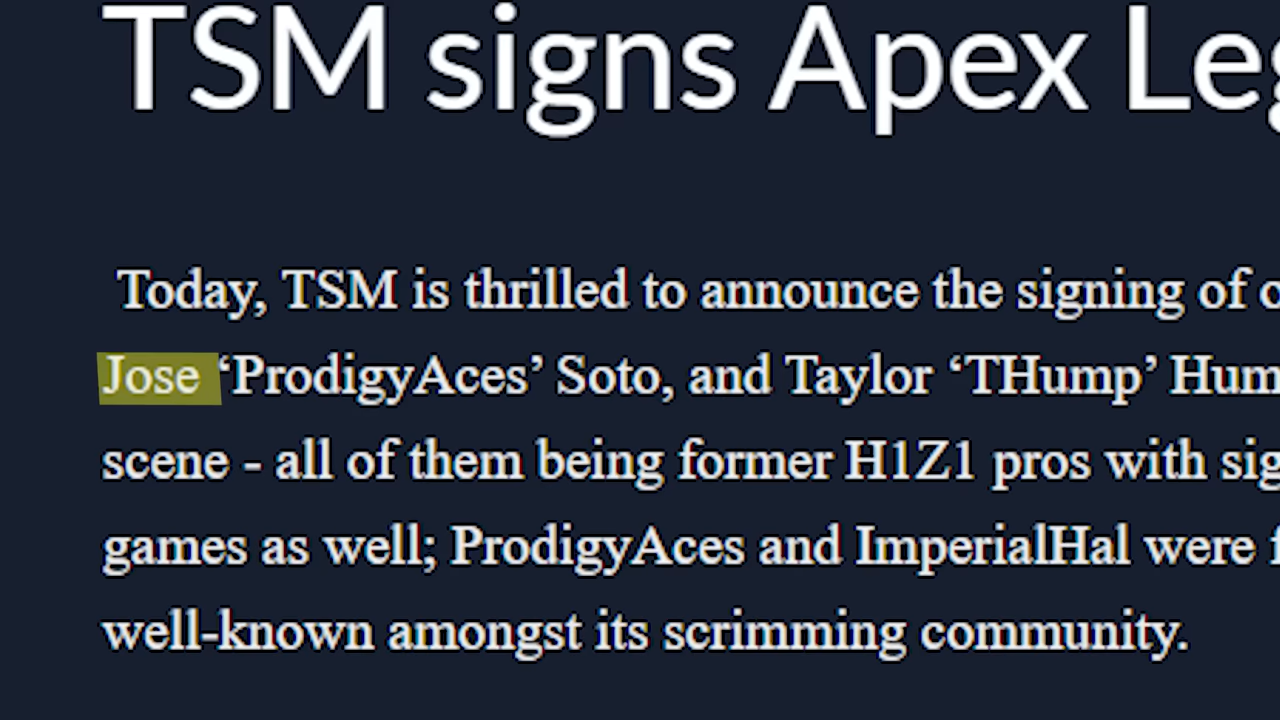 TSM signs Apex Leg
Today, TSM is thrilled to announce the signing of
Jose ‘ProdigyAces’ Soto, and Taylor ‘THump’ Hum
scene - all of them being former H1Z1 pros with sig
games as well; ProdigyAces and ImperialHal were
well-known amongst its scrimming community.